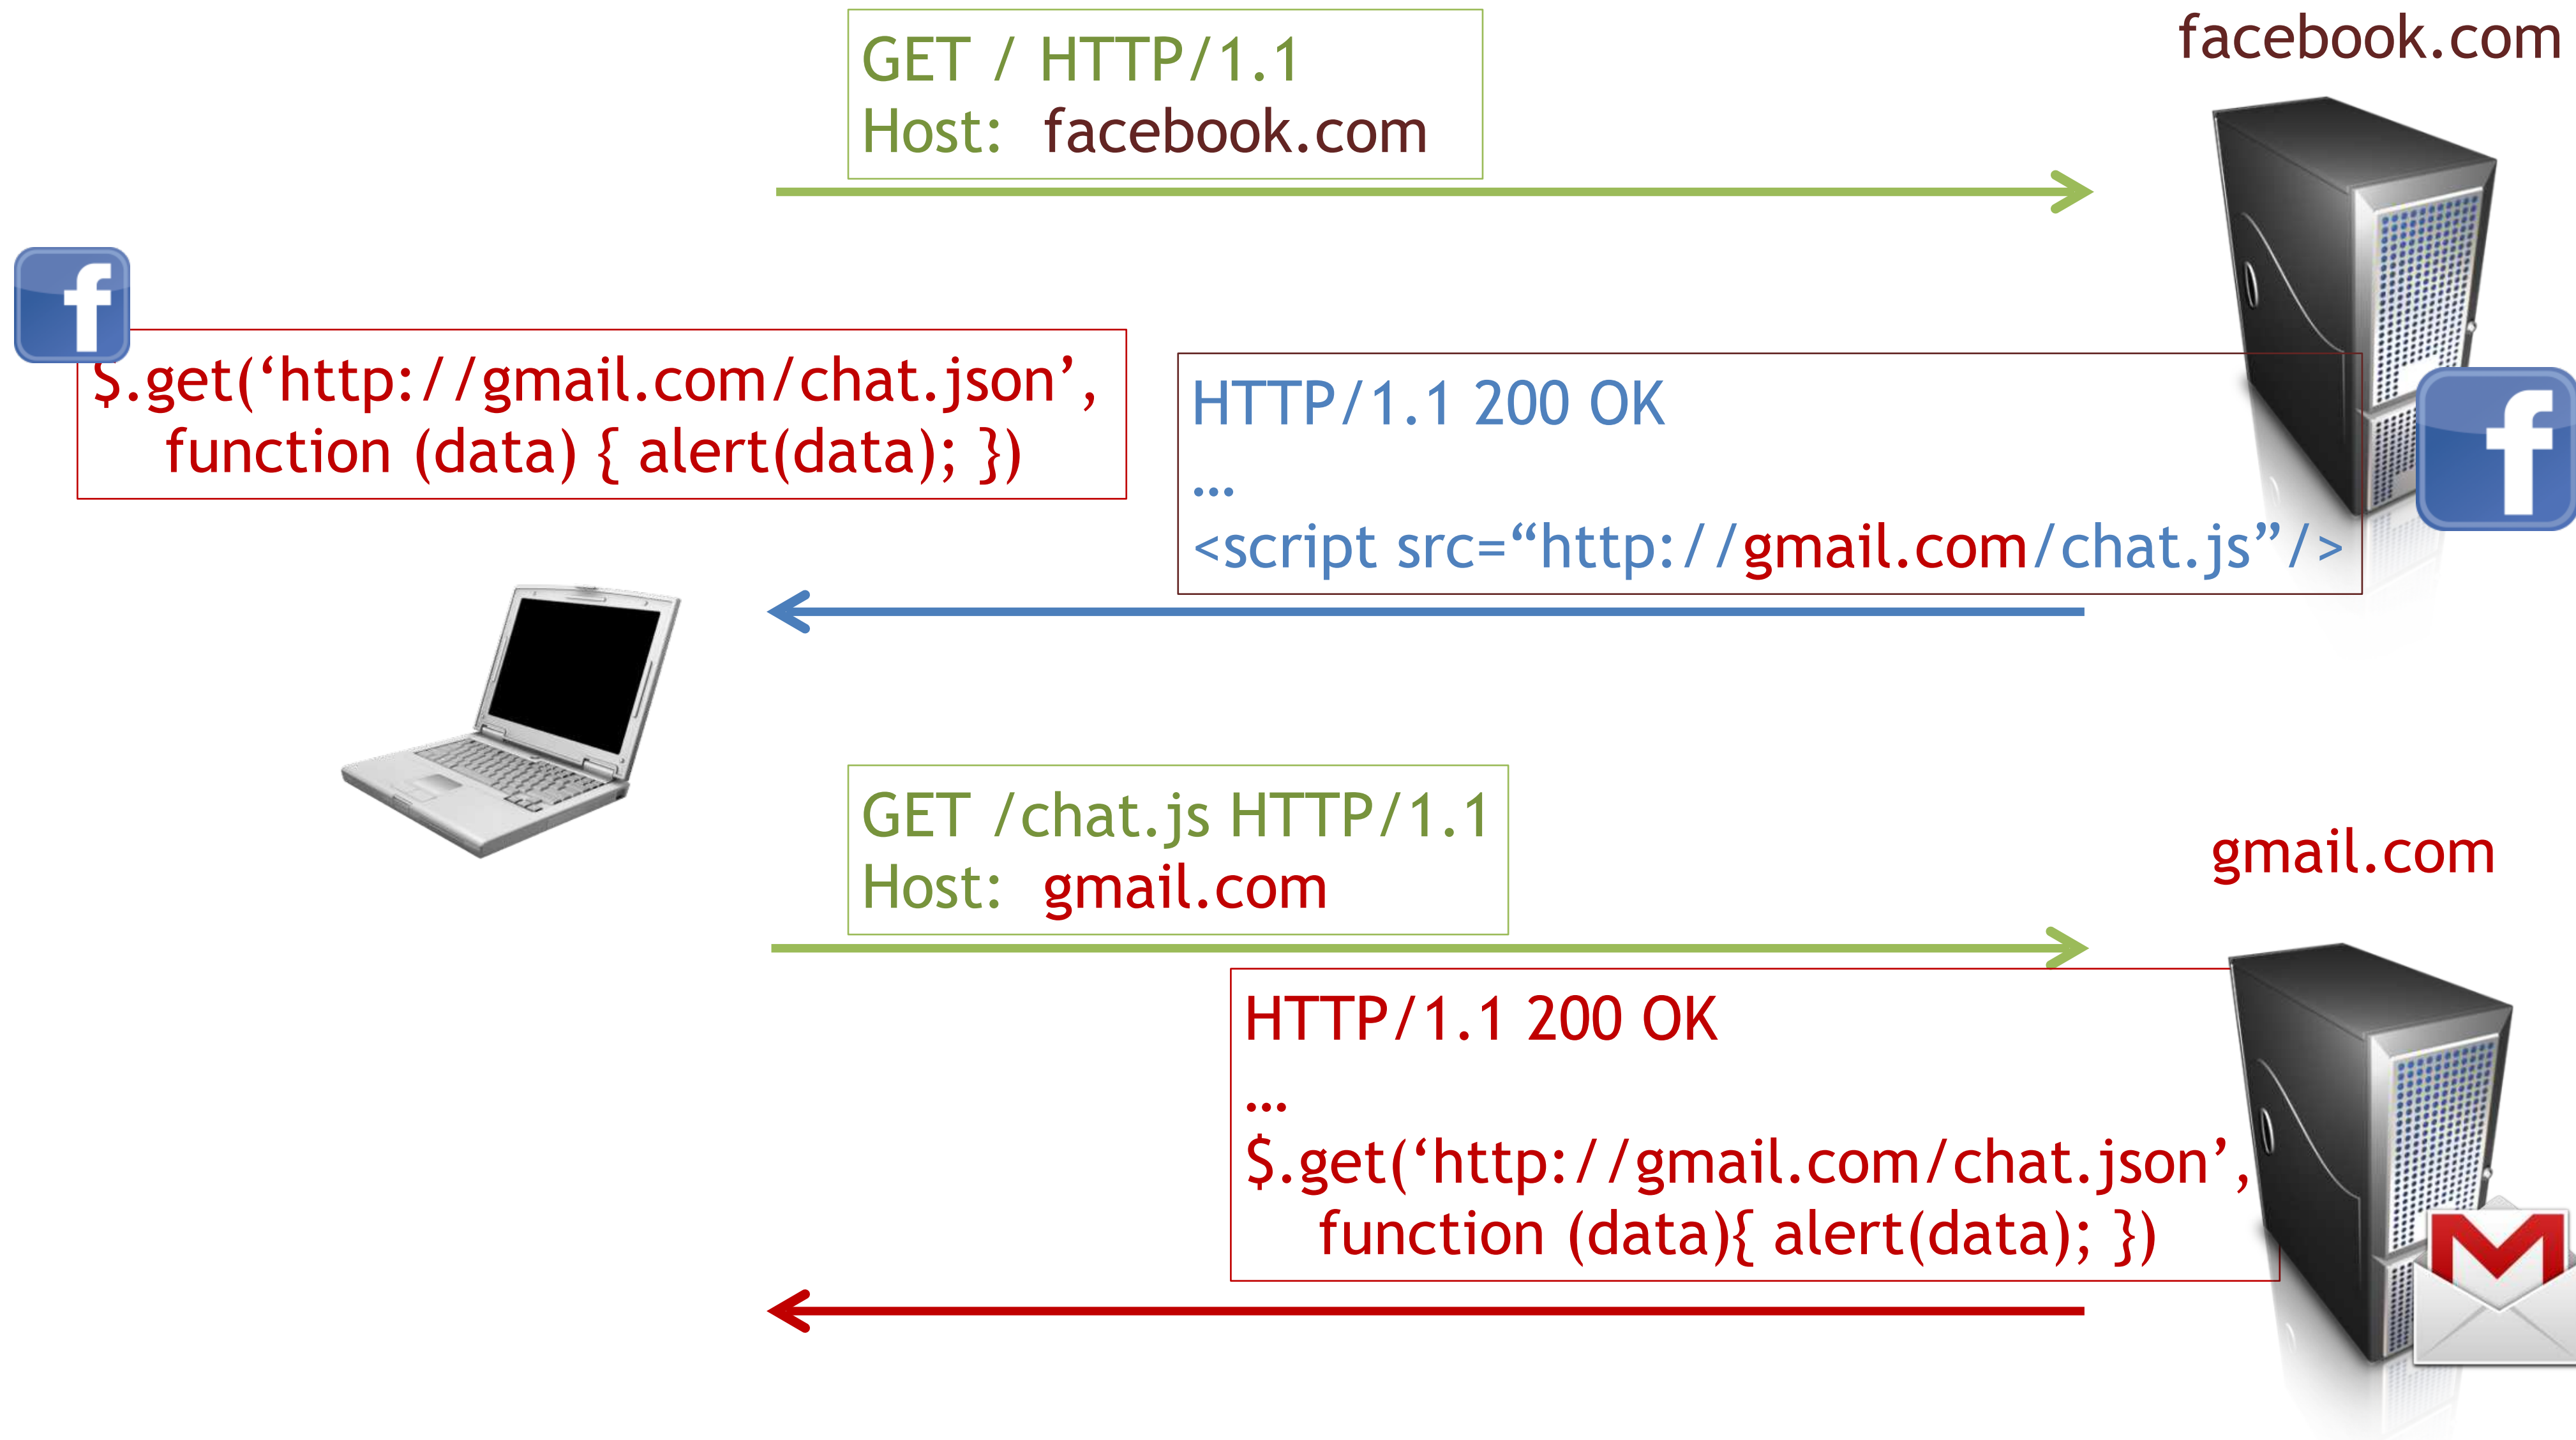 GET / HTTP/1.1
Host: facebook.com
facebook.com
$.get(‘http://gmail.com/chat.json’,
function (data) { alert(data); })
HTTP/1.1 200 OK
…
<script src=“http://gmail.com/chat.js”/>
GET /chat.js HTTP/1.1
Host: gmail.com
gmail.com
HTTP/1.1 200 OK
…
$.get(‘http://gmail.com/chat.json’,
function (data){ alert(data); })